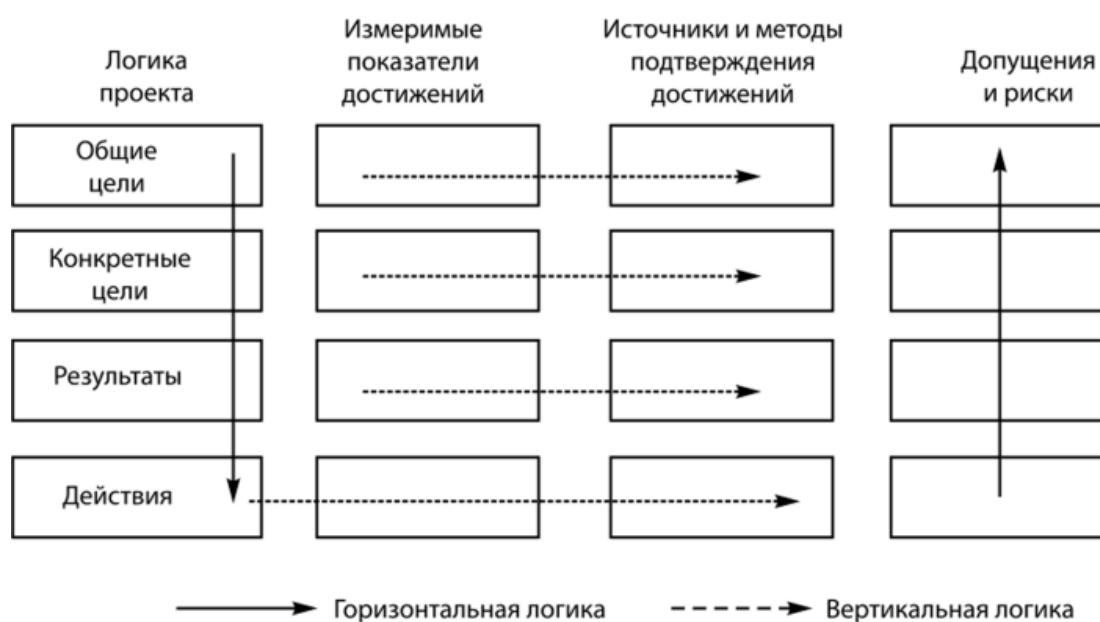 Логика
проекта
Измеримые
показатели
достижений
Источники и методы
подтверждения
достижений
Допущения
и риски
Общие
цели
Конкретные
цели
Результаты
Действия
Горизонтальная логика
Вертикальная логика